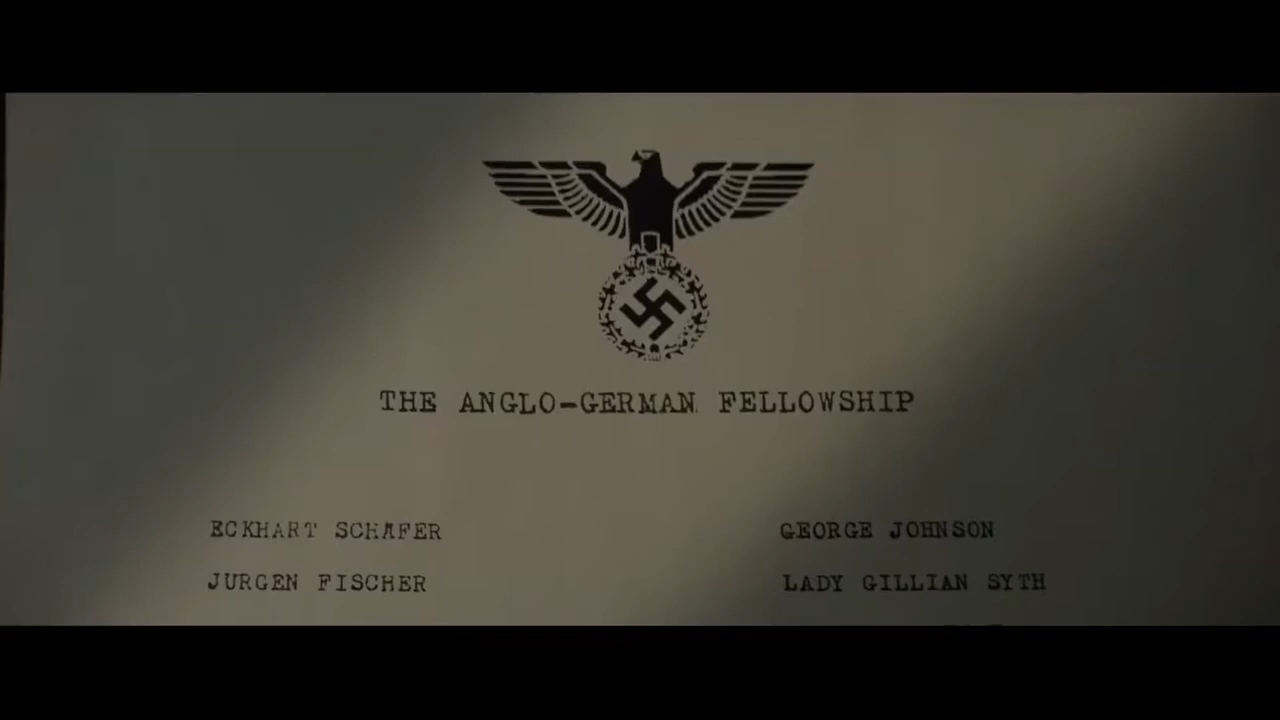 THE ANGLO-GERMAN FELLOWSHIP
ECKHART SCHÄFER GEORGE JOHNSON
JURGEN FISCHER LADY GILLIAN SYTH